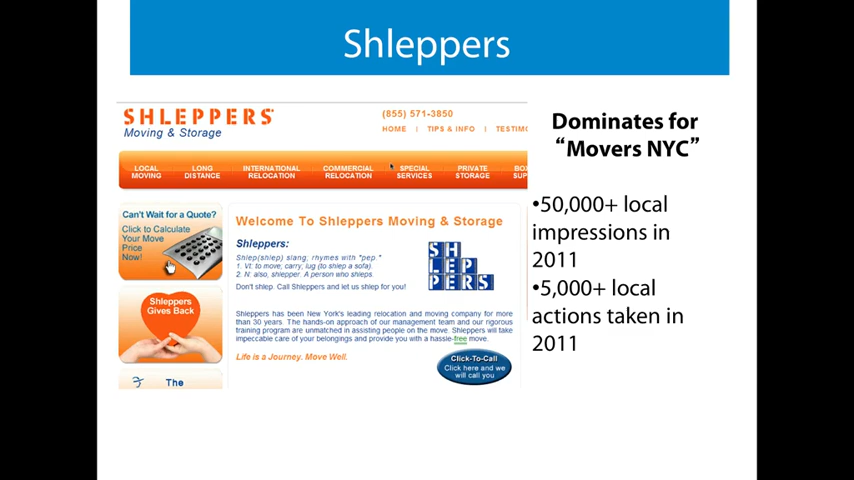 Shleppers
SHLEPPERS
Moving & Storage
(855) 571-3850
HOME | TIPS & INFO | TESTIMO
LOCAL MOVING
LONG DISTANCE
INTERNATIONAL RELOCATION
COMMERCIAL RELOCATION
SPECIAL SERVICES
PRIVATE STORAGE
BO
SUP
Can't Wait for a Quote?
Click to Calculate
Your Move
Price
Now!
Shleppers
Gives Back
The
Welcome To Shleppers Moving & Storage
Shleppers:
Shlep(shlep) slang; rhymes with "pep."
1. VI: to move, carry, lug (to shlep a sofa).
2. N: also, shlepper. A person who shleps.
Don't shlep. Call Shleppers and let us shlep for you!
SH
LEP
PERS
Shleppers has been New York's leading relocation and moving company for more
than 30 years. The hands-on approach of our management team and our rigorous
training program are unmatched in assisting people on the move. Shleppers will take
impeccable care of your belongings and provide you with a hassle-free move.
Life is a Journey. Move Well.
Click-To-Call
Click here and we
will call you
Dominates for
“Movers NYC”
•50,000+ local
impressions in
2011
•5,000+ local
actions taken in
2011